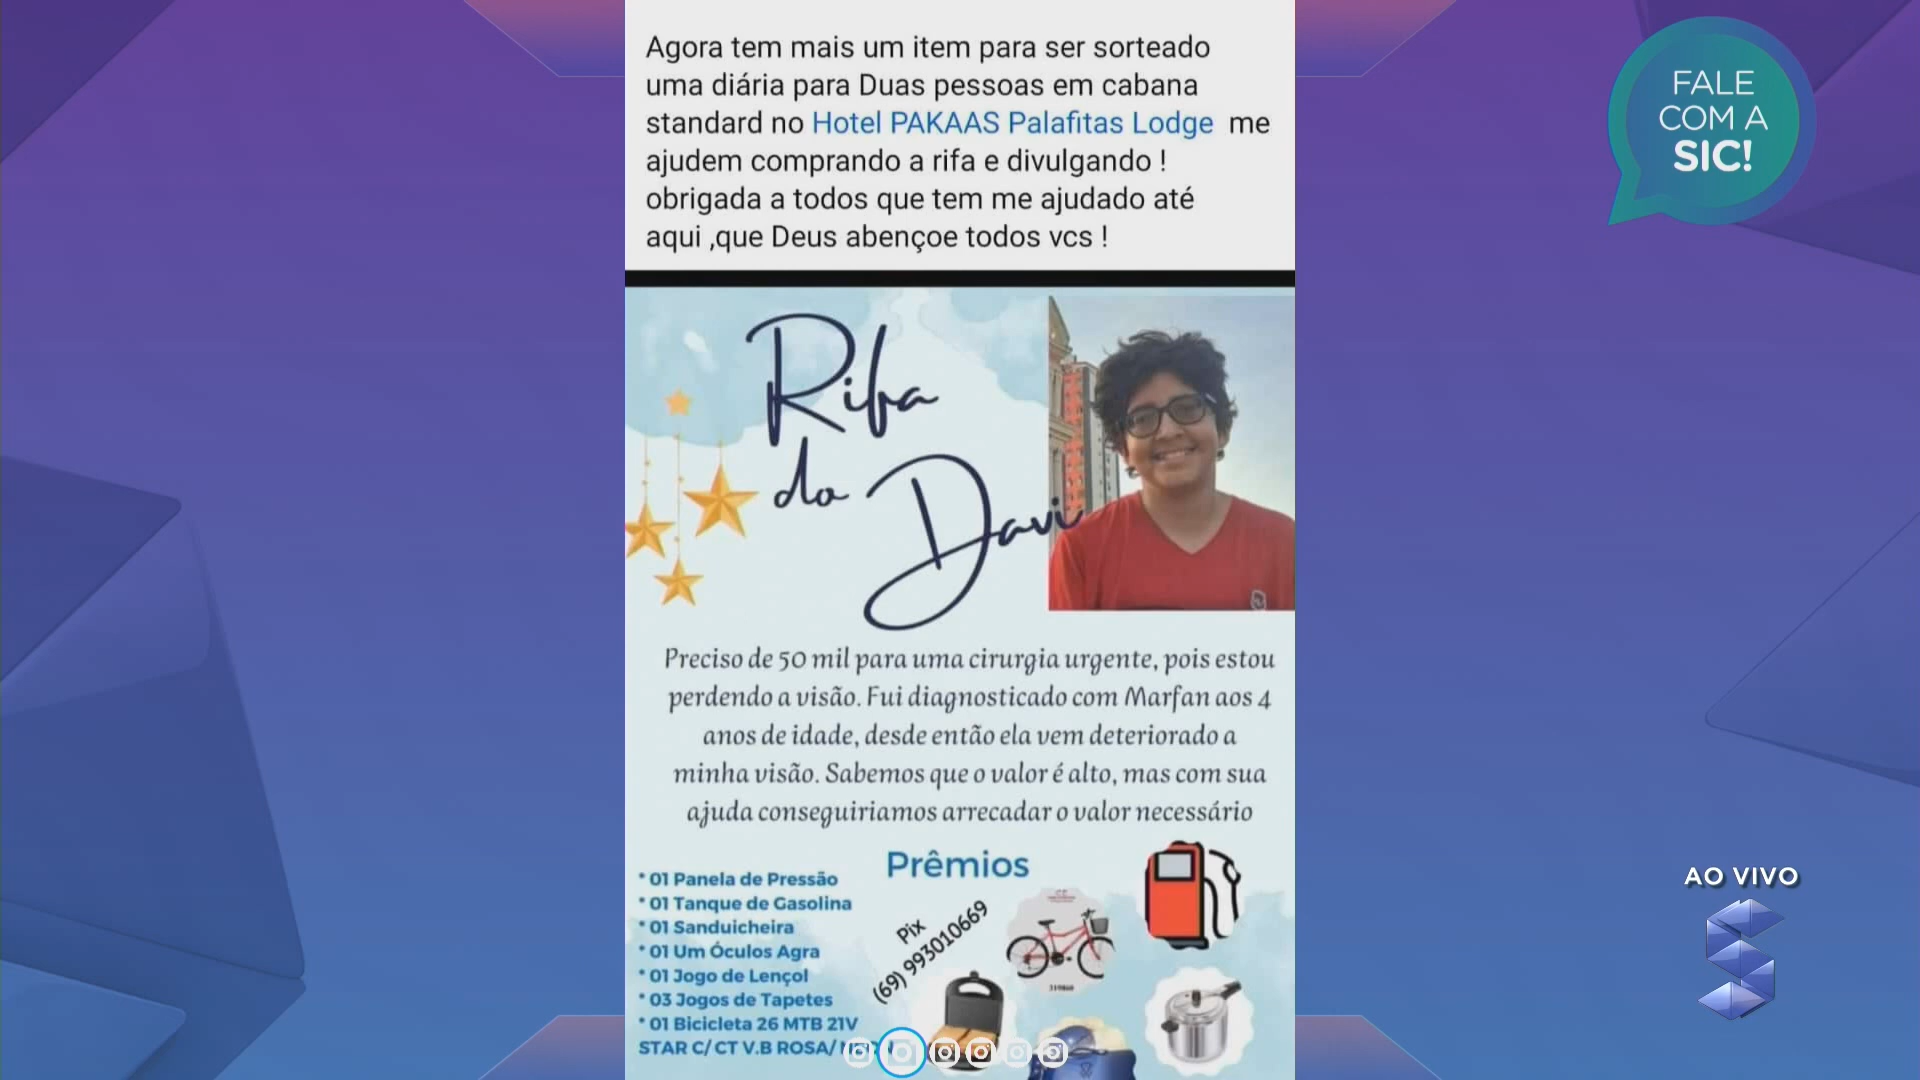 Agora tem mais um item para ser sorteado
uma diária para Duas pessoas em cabana
standard no Hotel PAKAAS Palafitas Lodge me
ajudem comprando a rifa e divulgando !
obrigada a todos que tem me ajudado até
aqui ,que Deus abençoe todos vcs !
FALE
COM A
SIC!
Rifa
do
Davi
Preciso de 50 mil para uma cirurgia urgente, pois estou
perdendo a visão. Fui diagnosticado com Marfan aos 4
anos de idade, desde então ela vem deteriorado a
minha visão. Sabemos que o valor é alto, mas com sua
ajuda conseguiriamos arrecadar o valor necessário
Prêmios
* 01 Panela de Pressão
* 01 Tanque de Gasolina
* 01 Sanduicheira
* 01 Um Óculos Agra
* 01 Jogo de Lençol
* 03 Jogos de Tapetes
* 01 Bicicleta 26 MTB 21V
STAR C/ CT V.B ROSA/
Pix
(69) 993010669
AO VIVO